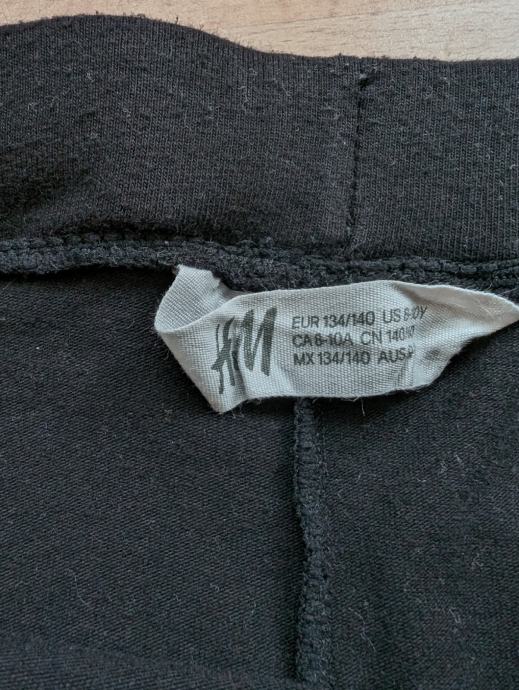 H&M
EUR 134/140 US 8-10Y
CA 8-10A CN 140/
MX 134/140 AUS